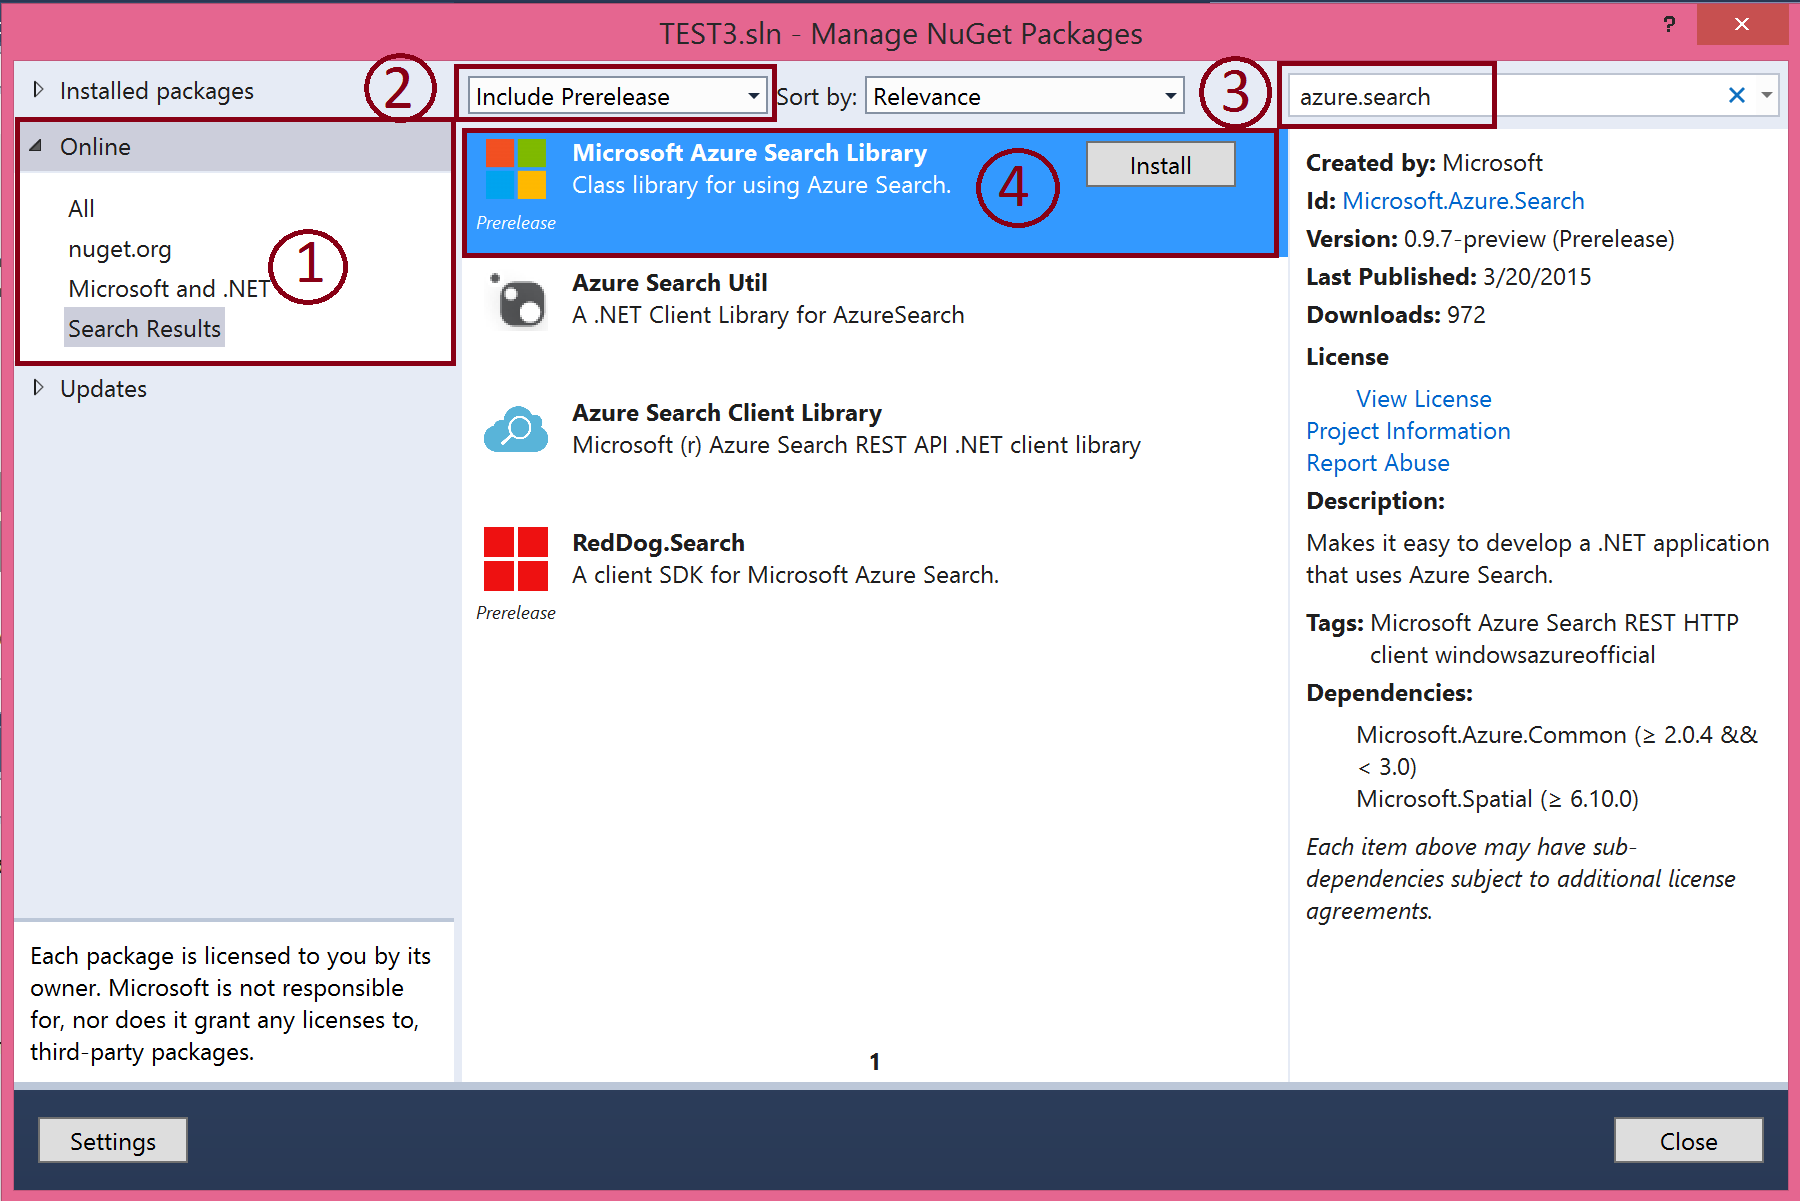 TEST3.sln - Manage NuGet Packages
?
Installed packages
2
Include Prerelease
Sort by: Relevance
3
azure.search
Online
All
nuget.org
Microsoft and .NET
Search Results
1
Updates
Each package is licensed to you by its
owner. Microsoft is not responsible
for, nor does it grant any licenses to,
third-party packages.
Microsoft Azure Search Library
Class library for using Azure Search.
Prerelease
4
Install
Azure Search Util
A .NET Client Library for AzureSearch
Azure Search Client Library
Microsoft (r) Azure Search REST API .NET client library
RedDog.Search
A client SDK for Microsoft Azure Search.
Prerelease
1
Created by: Microsoft
Id: Microsoft.Azure.Search
Version: 0.9.7-preview (Prerelease)
Last Published: 3/20/2015
Downloads: 972
License
View License
Project Information
Report Abuse
Description:
Makes it easy to develop a .NET application
that uses Azure Search.
Tags: Microsoft Azure Search REST HTTP
client windowsazureofficial
Dependencies:
Microsoft.Azure.Common (≥ 2.0.4 &&
< 3.0)
Microsoft.Spatial (≥ 6.10.0)
Each item above may have sub-
dependencies subject to additional license
agreements.
Settings
Close